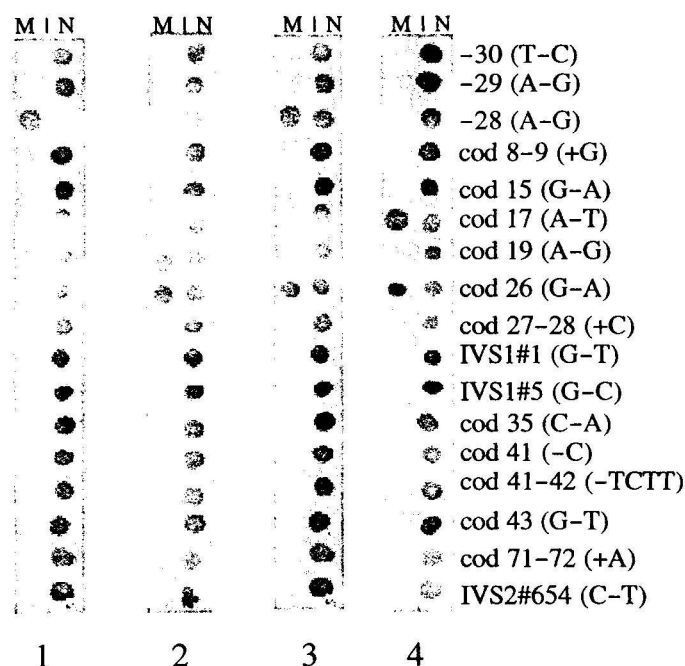 M | N M | N M | N M | N
-30 (T-C)
-29 (A-G)
-28 (A-G)
cod 8-9 (+G)
cod 15 (G-A)
cod 17 (A-T)
cod 19 (A-G)
cod 26 (G-A)
cod 27-28 (+C)
IVS1#1 (G-T)
IVS1#5 (G-C)
cod 35 (C-A)
cod 41 (-C)
cod 41-42 (-TCTT)
cod 43 (G-T)
cod 71-72 (+A)
IVS2#654 (C-T)
1 2 3 4